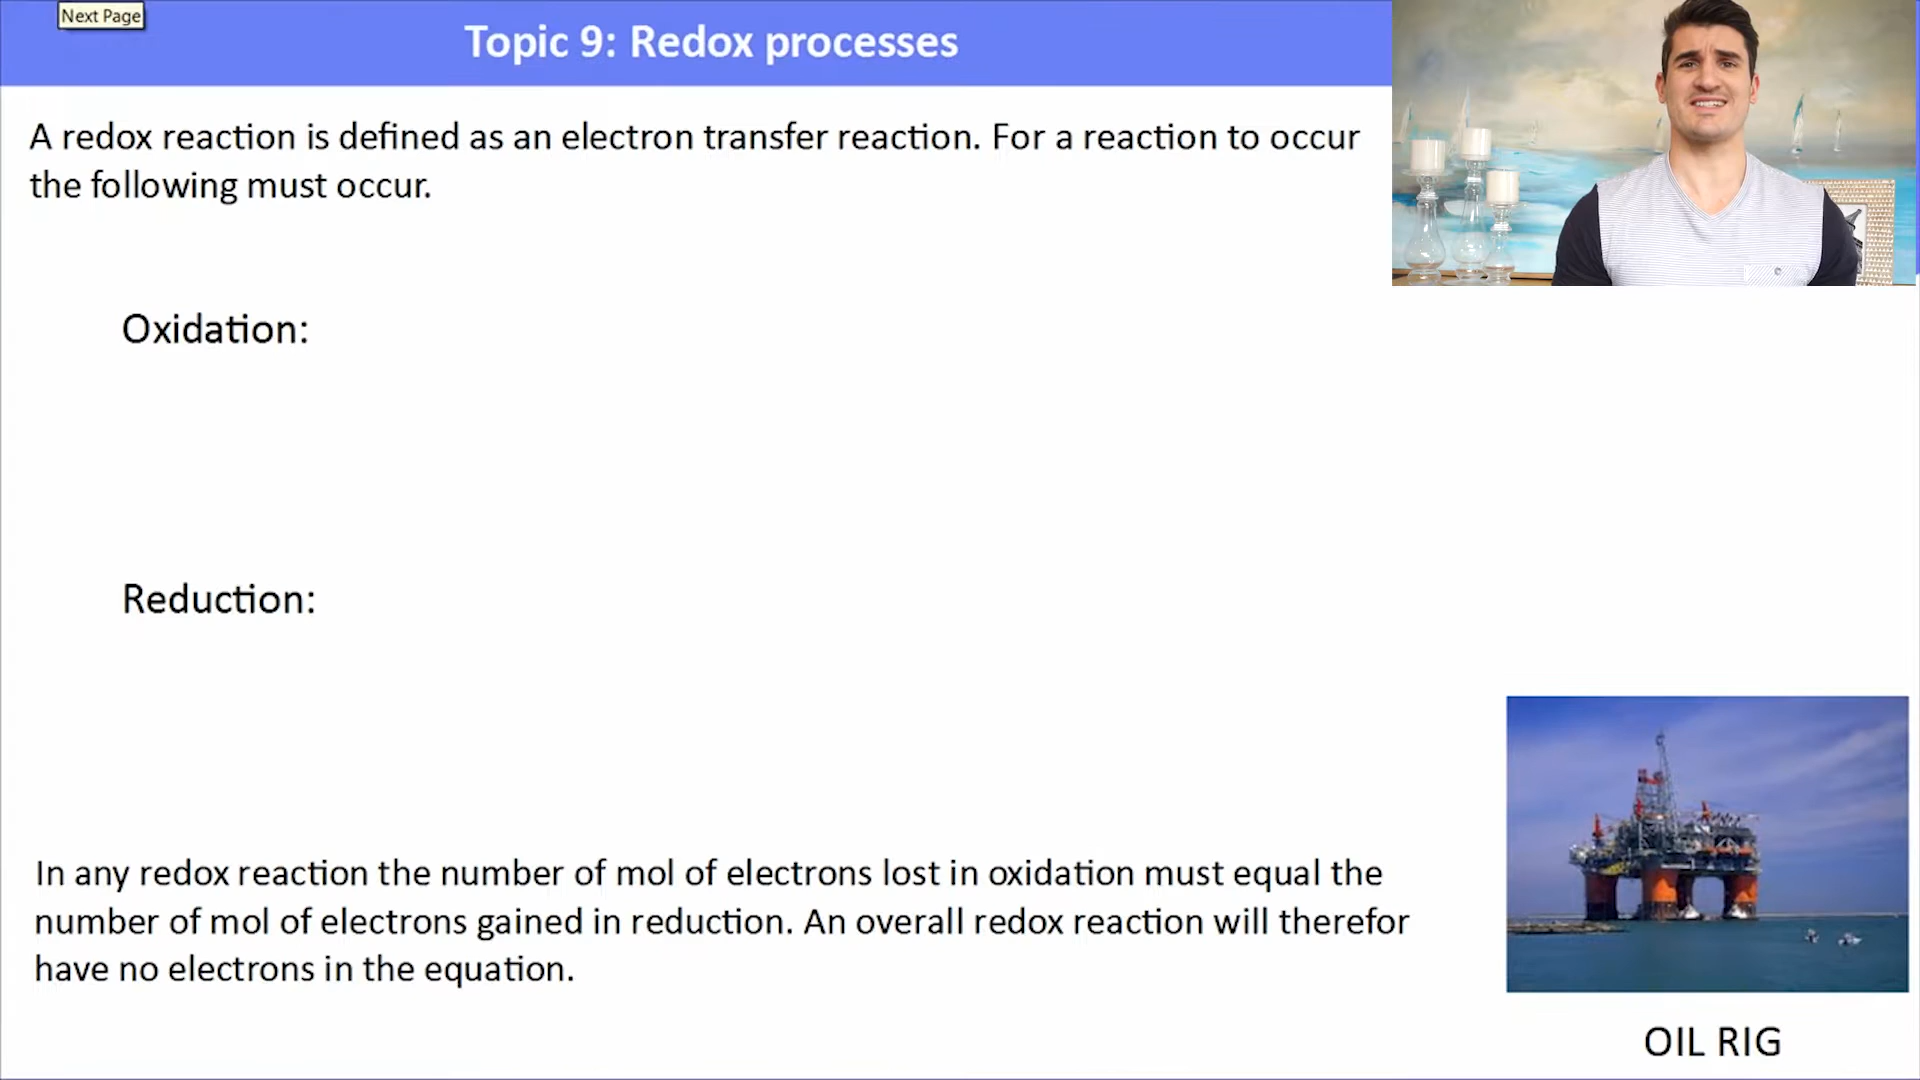 Next Page
Topic 9: Redox processes
A redox reaction is defined as an electron transfer reaction. For a reaction to occur
the following must occur.
Oxidation:
Reduction:
In any redox reaction the number of mol of electrons lost in oxidation must equal the
number of mol of electrons gained in reduction. An overall redox reaction will therefor
have no electrons in the equation.
OIL RIG